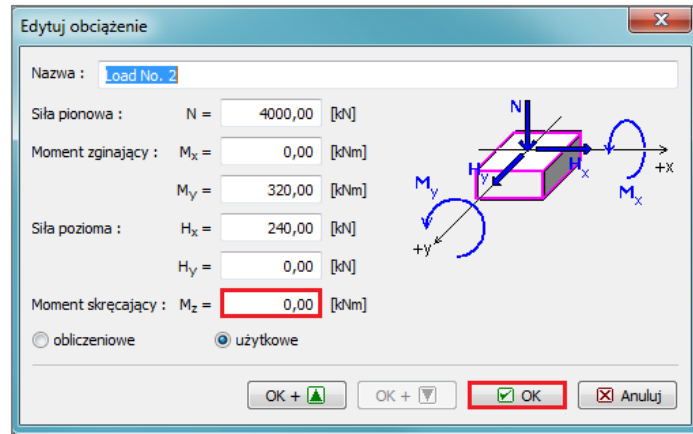 Edytuj obciążenie
Nazwa : Load No. 2
Siła pionowa : N = 4000,00 [kN]
Moment zginający : Mx = 0,00 [kNm]
My = 320,00 [kNm]
Siła pozioma : Hx = 240,00 [kN]
Hy = 0,00 [kN]
Moment skręcający : Mz = 0,00 [kNm]
obliczeniowe użytkowe
N
Hy
Hx
+x
My
Mx
+y
OK + OK + OK Anuluj